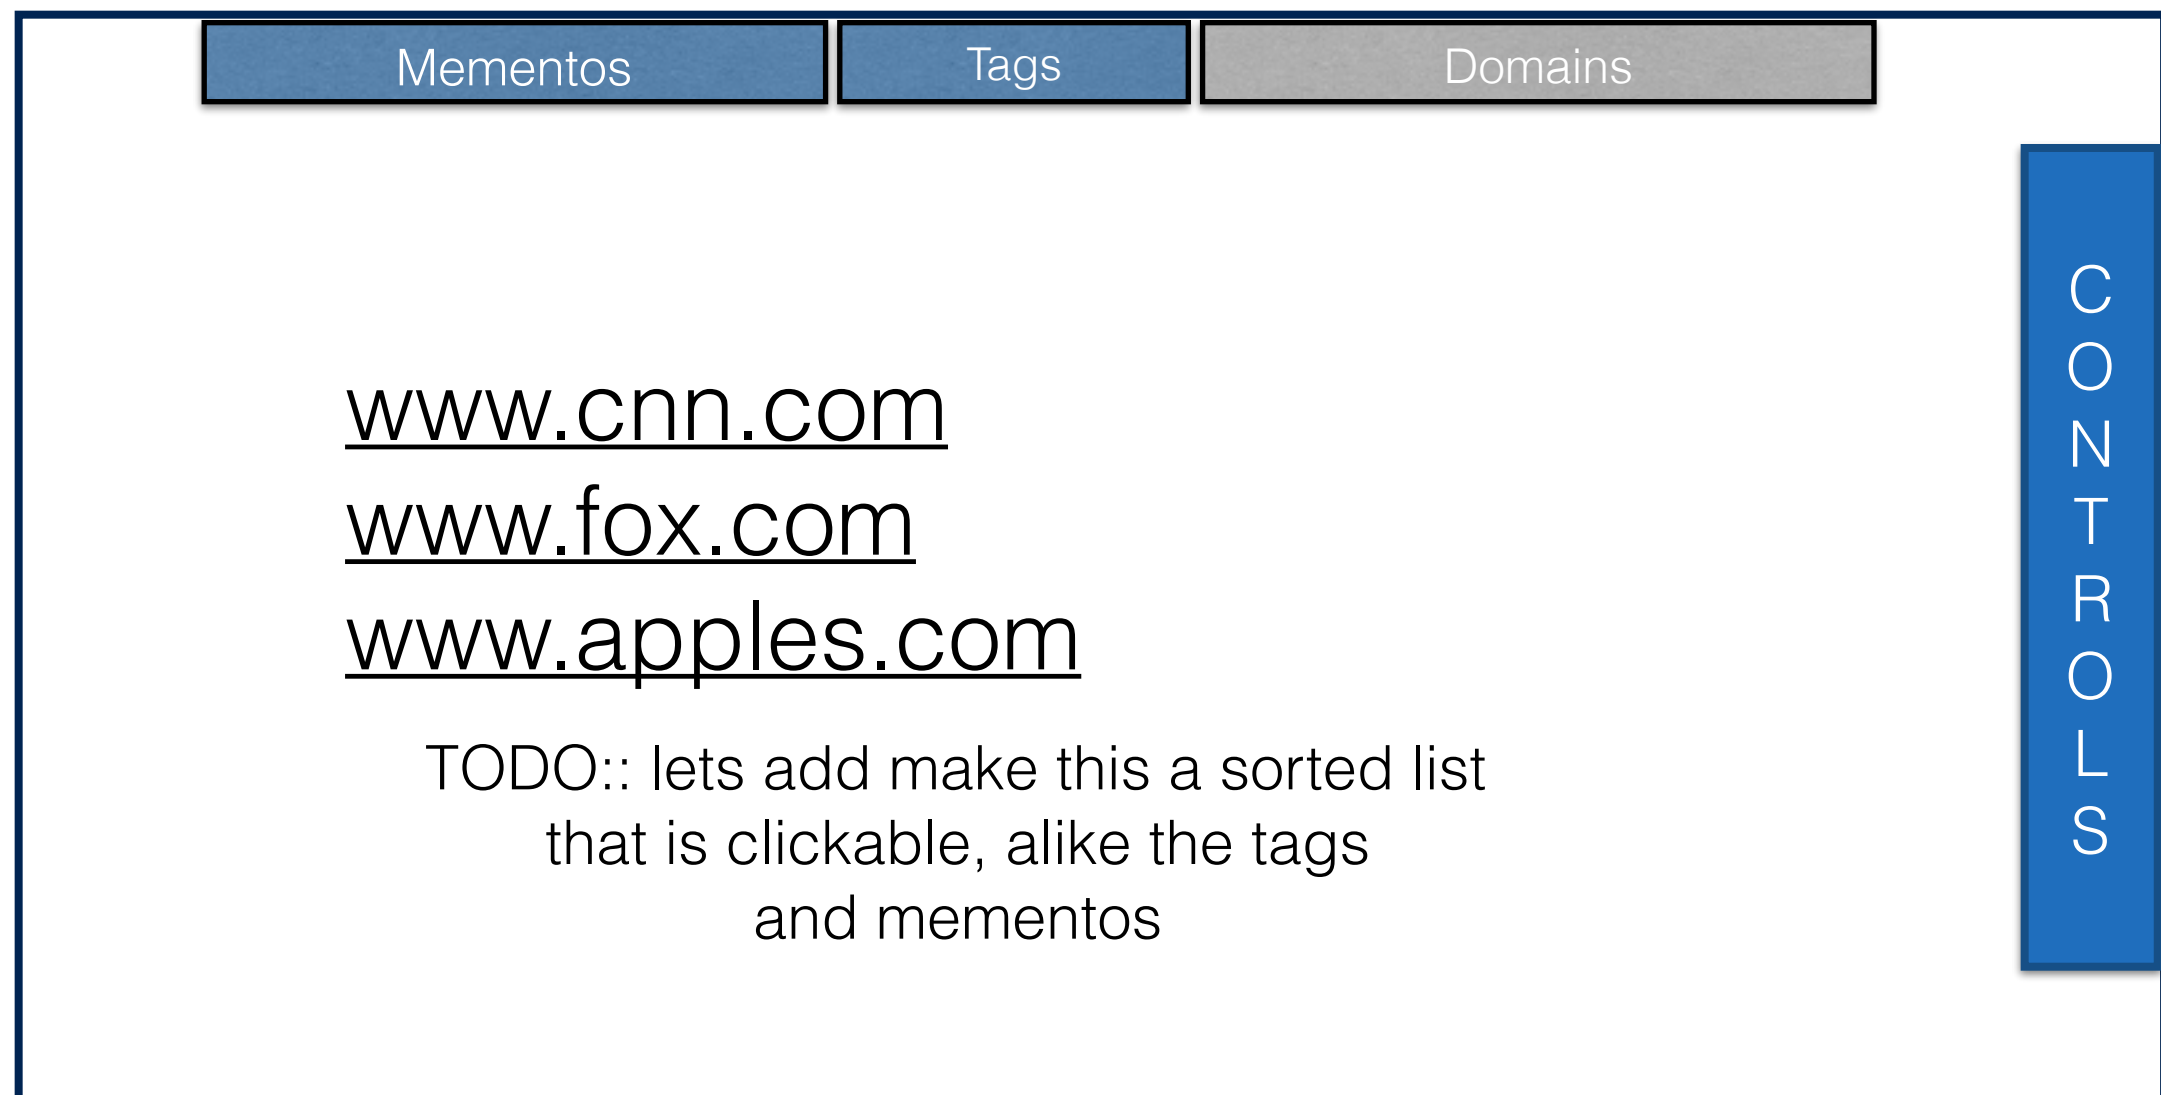 Mementos
Tags
Domains
www.cnn.com
www.fox.com
www.apples.com
TODO:: lets add make this a sorted list
that is clickable, alike the tags
and mementos
CONTROLS